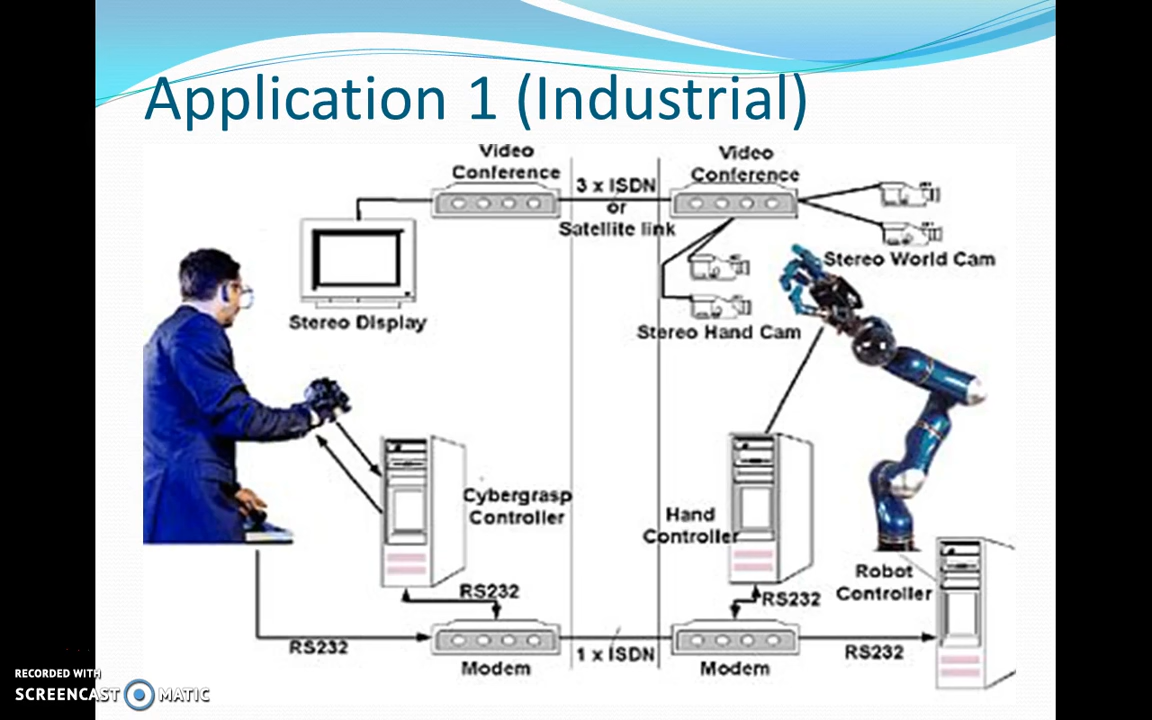 Application 1 (Industrial)
Video
Conference
Video
Conference
3 x ISDN
or
Satellite link
Stereo World Cam
Stereo Display
Stereo Hand Cam
Cybergrasp
Controller
Hand
Controller
Robot
Controller
RS232
RS232
RS232
RS232
Modem
1 x ISDN
Modem
RECORDED WITH
SCREENCAST MATIC